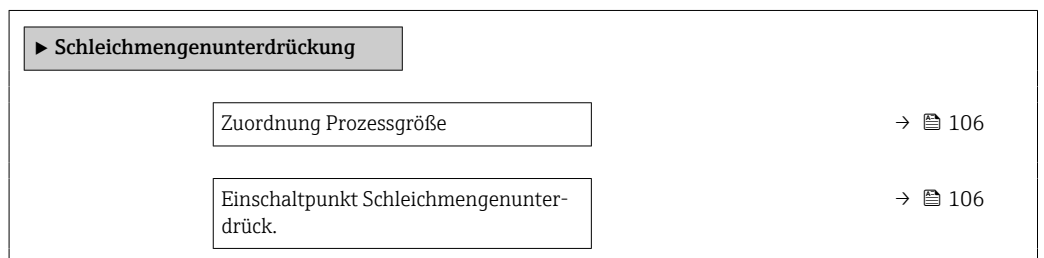 ▶ Schleichmengenunterdrückung
Zuordnung Prozessgröße → 106
Einschaltpunkt Schleichmengenunter-
drück. → 106